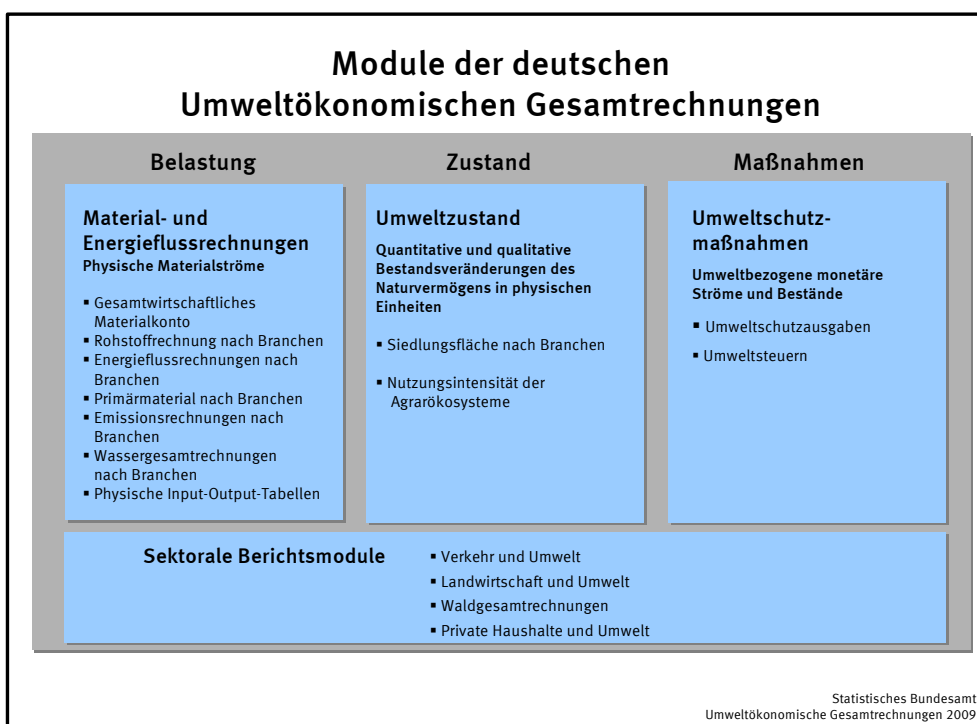 Module der deutschen
Umweltökonomischen Gesamtrechnungen
Belastung
Material- und
Energieflussrechnungen
Physische Materialströme
▪ Gesamtwirtschaftliches
Materialkonto
▪ Rohstoffrechnung nach Branchen
▪ Energieflussrechnungen nach
Branchen
▪ Primärmaterial nach Branchen
▪ Emissionsrechnungen nach
Branchen
▪ Wassergesamtrechnungen
nach Branchen
▪ Physische Input-Output-Tabellen
Zustand
Umweltzustand
Quantitative und qualitative
Bestandsveränderungen des
Naturvermögens in physischen
Einheiten
▪ Siedlungsfläche nach Branchen
▪ Nutzungsintensität der
Agrarökosysteme
Maßnahmen
Umweltschutz-
maßnahmen
Umweltbezogene monetäre
Ströme und Bestände
▪ Umweltschutzausgaben
▪ Umweltsteuern
Sektorale Berichtsmodule
▪ Verkehr und Umwelt
▪ Landwirtschaft und Umwelt
▪ Waldgesamtrechnungen
▪ Private Haushalte und Umwelt
Statistisches Bundesamt
Umweltökonomische Gesamtrechnungen 2009